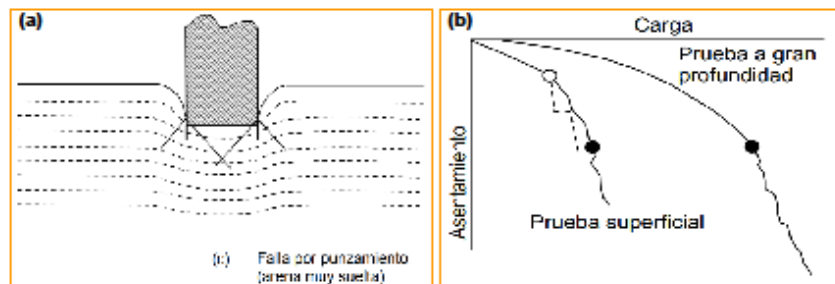 (a)
Falla por punzamiento
(arena muy suelta)
(b)
Carga
Prueba a gran
profundidad
Asentamiento
Prueba superficial